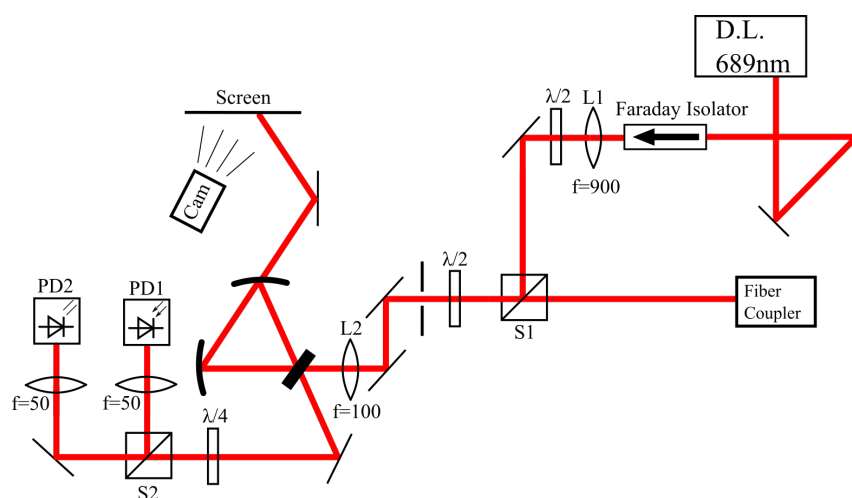 D.L.
689nm
Screen
λ/2
L1
Faraday Isolator
f=900
Cam
λ/2
PD2
PD1
S1
Fiber
Coupler
L2
f=50
f=50
λ/4
f=100
S2